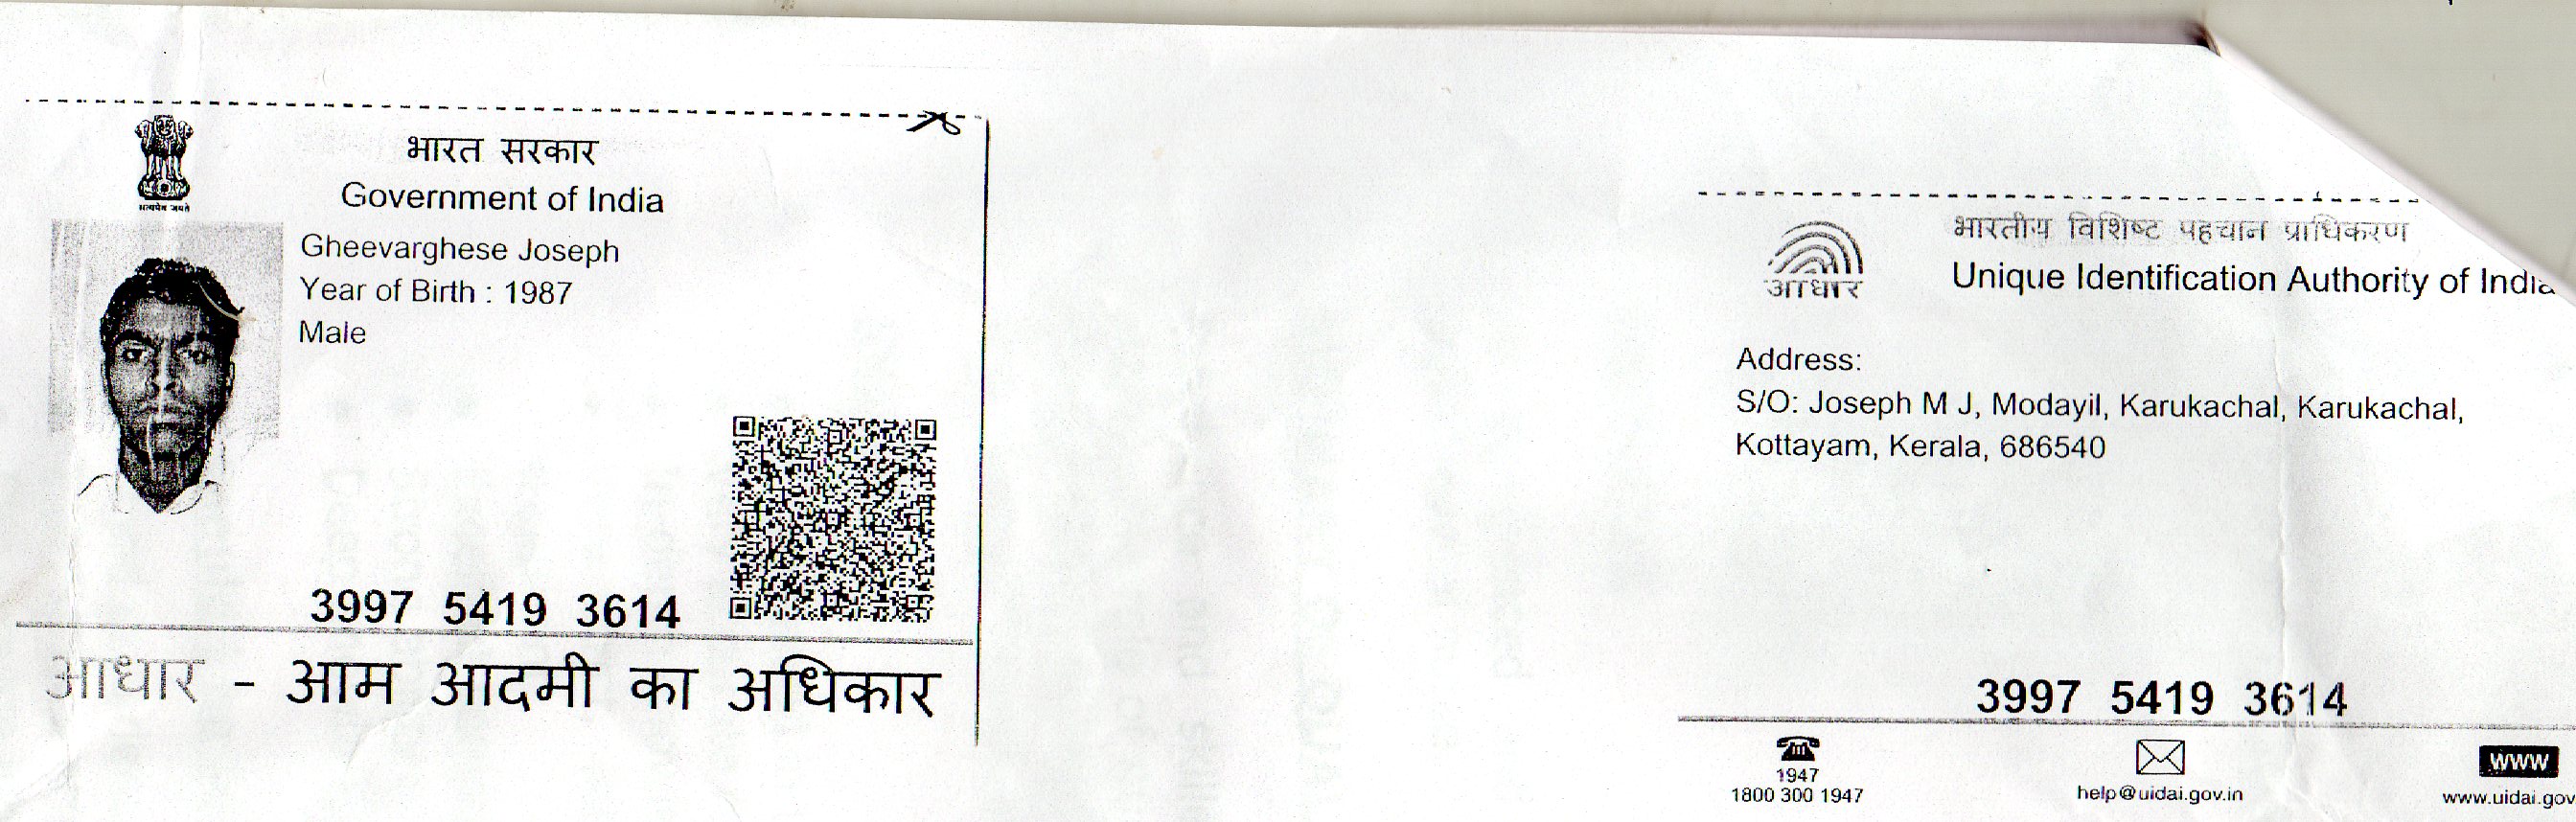 भारत सरकार
Government of India
सत्यमेव जयते
Gheevarghese Joseph
Year of Birth : 1987
Male
3997 5419 3614
आधार - आम आदमी का अधिकार
भारतीय विशिष्ट पहचान प्राधिकरण
Unique Identification Authority of India
आधार
Address:
S/O: Joseph M J, Modayil, Karukachal, Karukachal,
Kottayam, Kerala, 686540
3997 5419 3614
1947
1800 300 1947
help@uidai.gov.in
WWW
www.uidai.gov